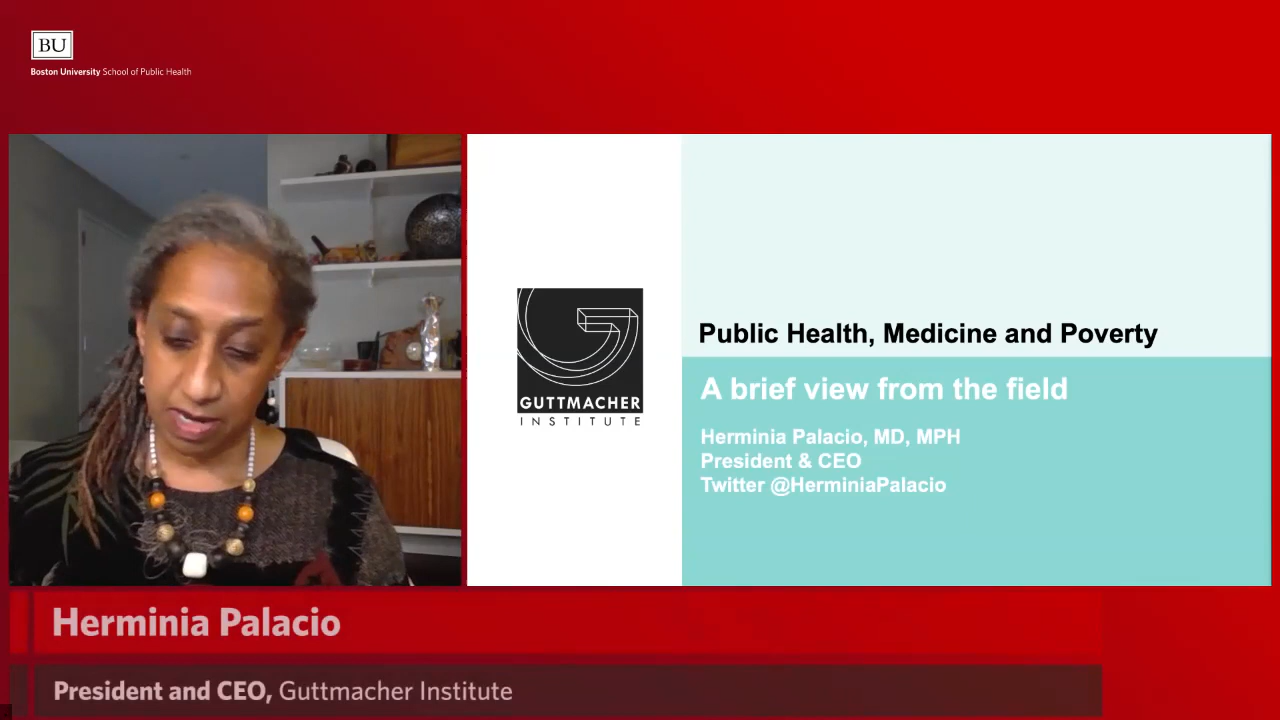 BU
Boston University School of Public Health
GUTTMACHER
INSTITUTE
Public Health, Medicine and Poverty
A brief view from the field
Herminia Palacio, MD, MPH
President & CEO
Twitter @HerminiaPalacio
Herminia Palacio
President and CEO, Guttmacher Institute